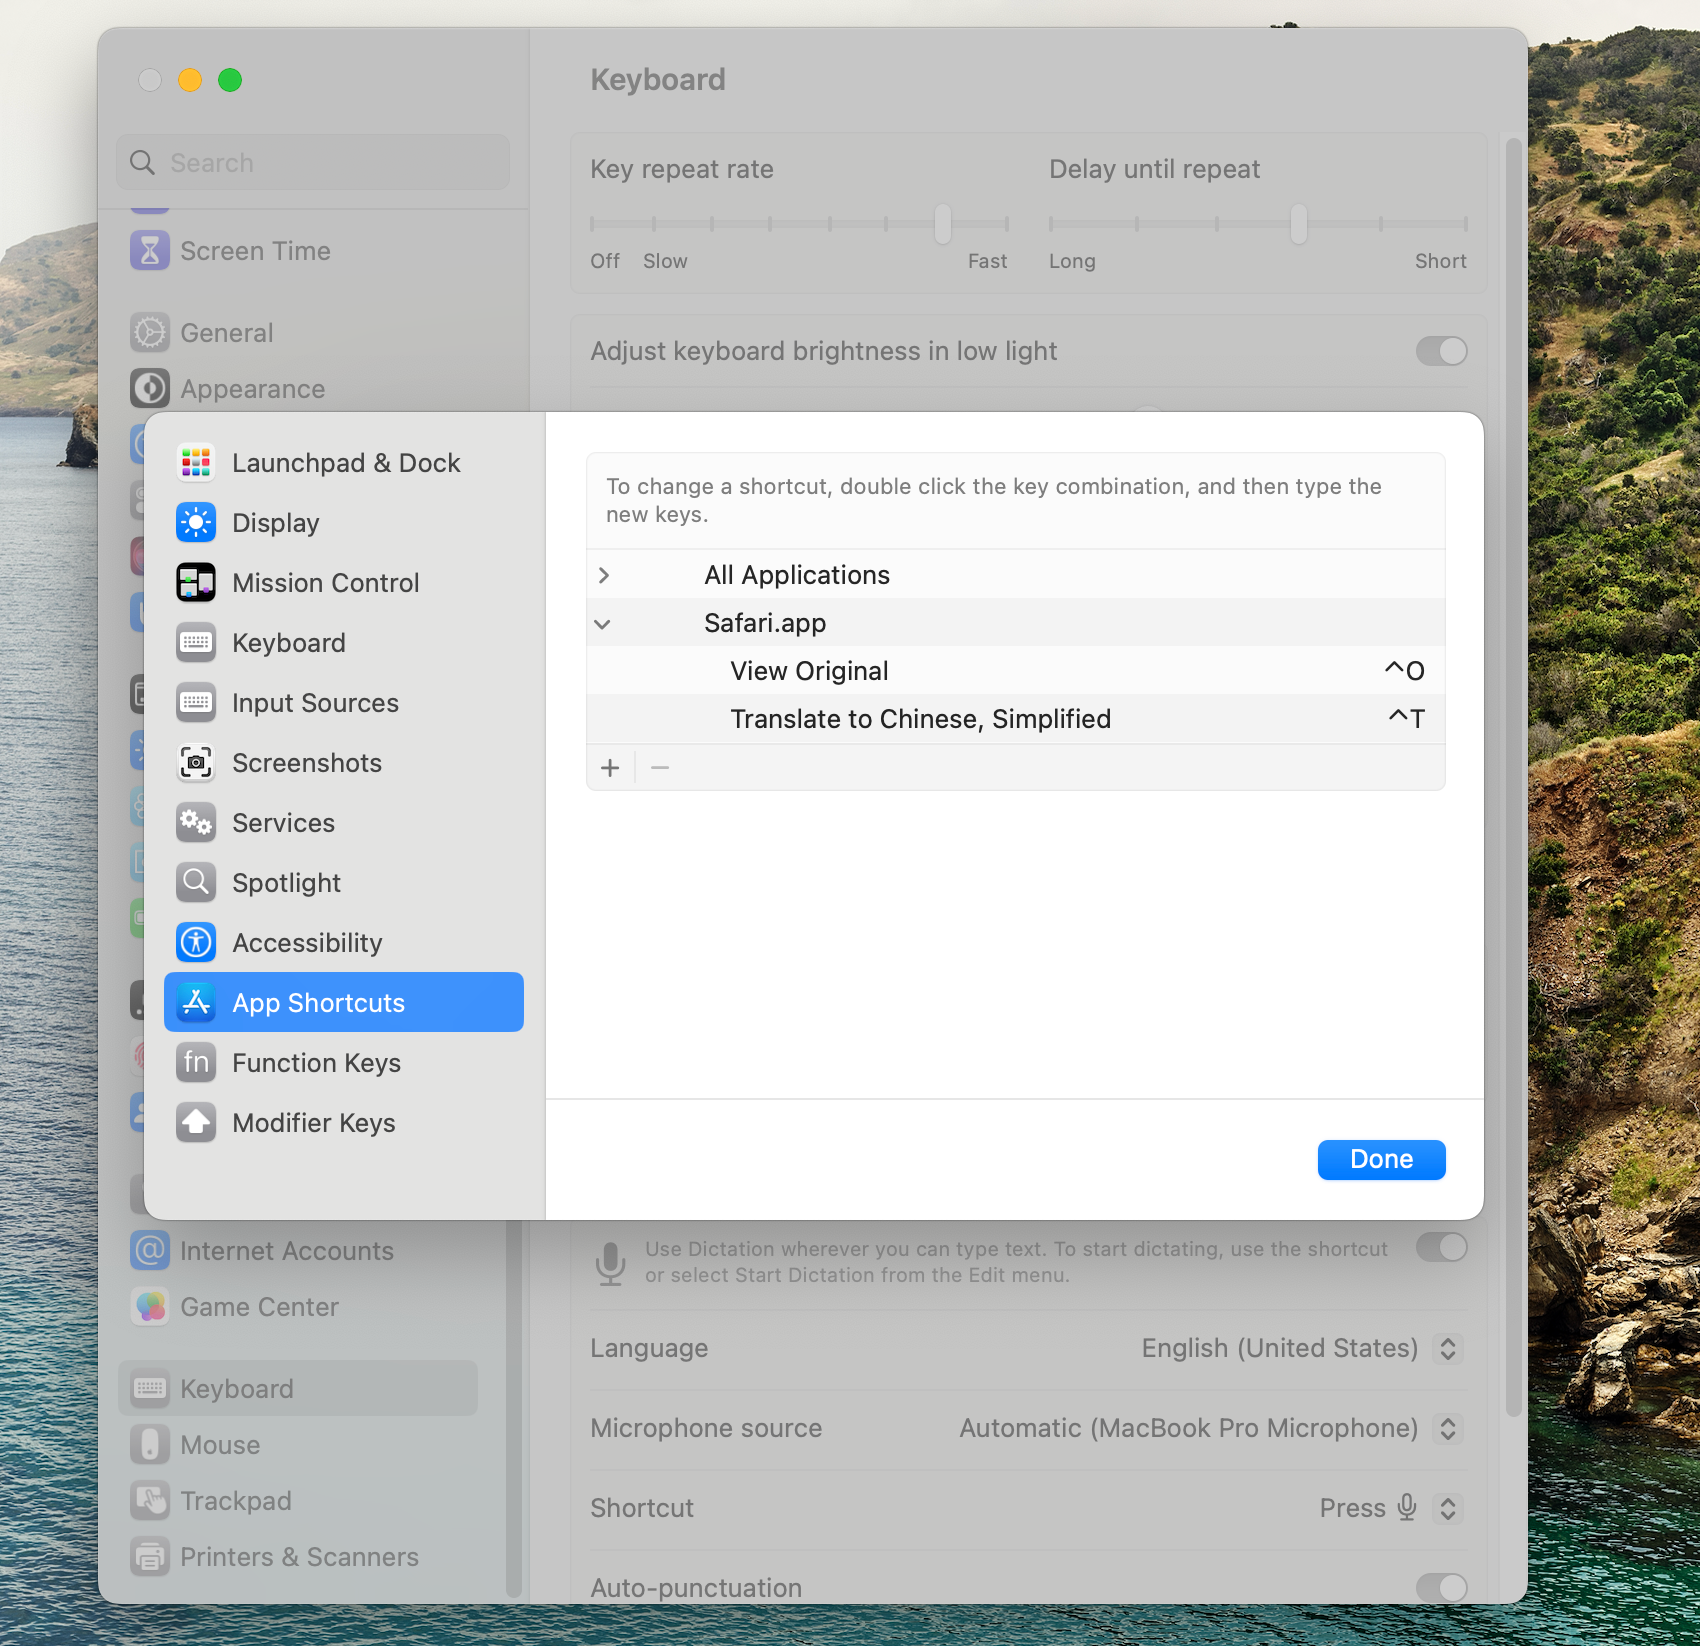 Keyboard
Search
Screen Time
General
Appearance
Key repeat rate
Delay until repeat
Off Slow Fast
Long Short
Adjust keyboard brightness in low light
Launchpad & Dock
Display
Mission Control
Keyboard
Input Sources
Screenshots
Services
Spotlight
Accessibility
App Shortcuts
fn Function Keys
Modifier Keys
To change a shortcut, double click the key combination, and then type the
new keys.
All Applications
Safari.app
View Original ^O
Translate to Chinese, Simplified ^T
+ −
Done
Internet Accounts
Game Center
Keyboard
Mouse
Trackpad
Printers & Scanners
Use Dictation wherever you can type text. To start dictating, use the shortcut
or select Start Dictation from the Edit menu.
Language English (United States)
Microphone source Automatic (MacBook Pro Microphone)
Shortcut Press
Auto-punctuation